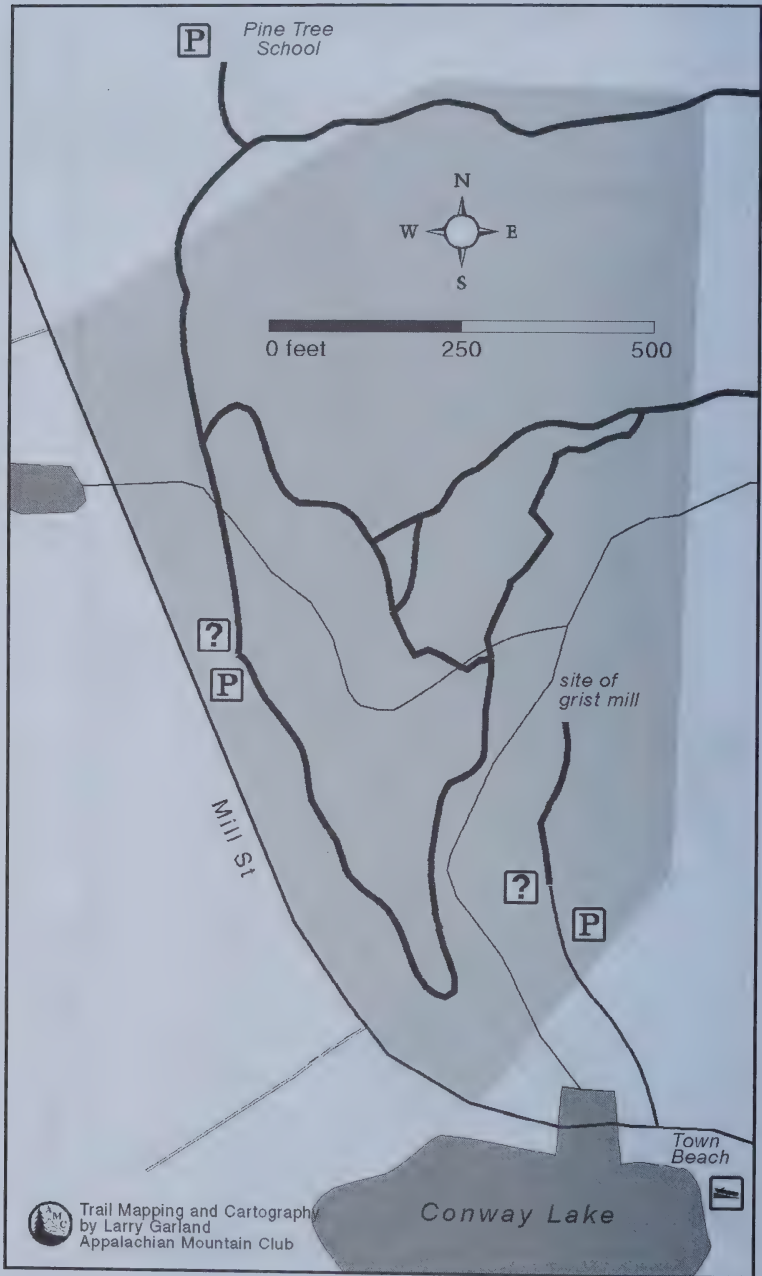 P
Pine Tree
School
N
W E
S
0 feet 250 500
?
P
site of
grist mill
Mill St
?
P
Town
Beach
Conway Lake
AMC
Trail Mapping and Cartography
by Larry Garland
Appalachian Mountain Club